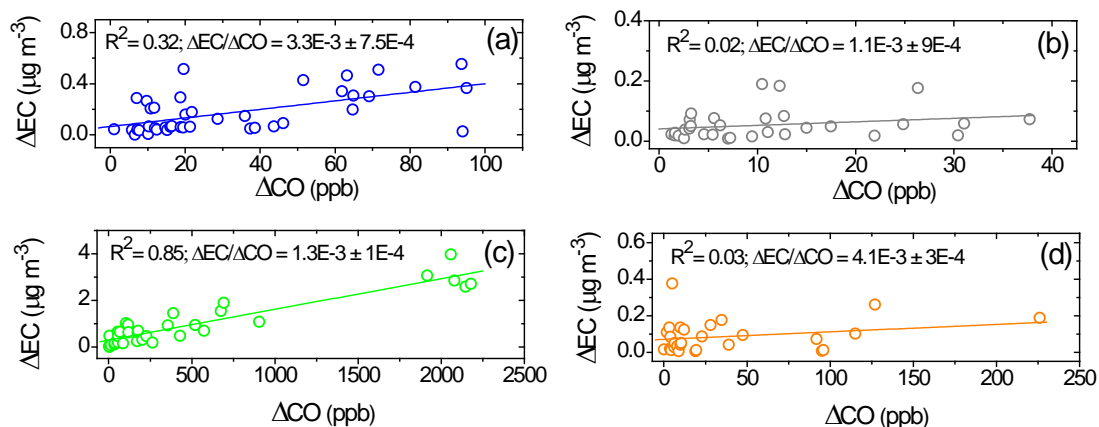 R²= 0.32; ΔEC/ΔCO = 3.3E-3 ± 7.5E-4 (a)
ΔEC (µg m⁻³)
0.8
0.4
0.0
0 20 40 60 80 100
ΔCO (ppb)
R²= 0.02; ΔEC/ΔCO = 1.1E-3 ± 9E-4 (b)
ΔEC (µg m⁻³)
0.4
0.2
0.0
0 10 20 30 40
ΔCO (ppb)
R²= 0.85; ΔEC/ΔCO = 1.3E-3 ± 1E-4 (c)
ΔEC (µg m⁻³)
4
2
0
0 500 1000 1500 2000 2500
ΔCO (ppb)
R²= 0.03; ΔEC/ΔCO = 4.1E-3 ± 3E-4 (d)
ΔEC (µg m⁻³)
0.6
0.3
0.0
0 50 100 150 200 250
ΔCO (ppb)